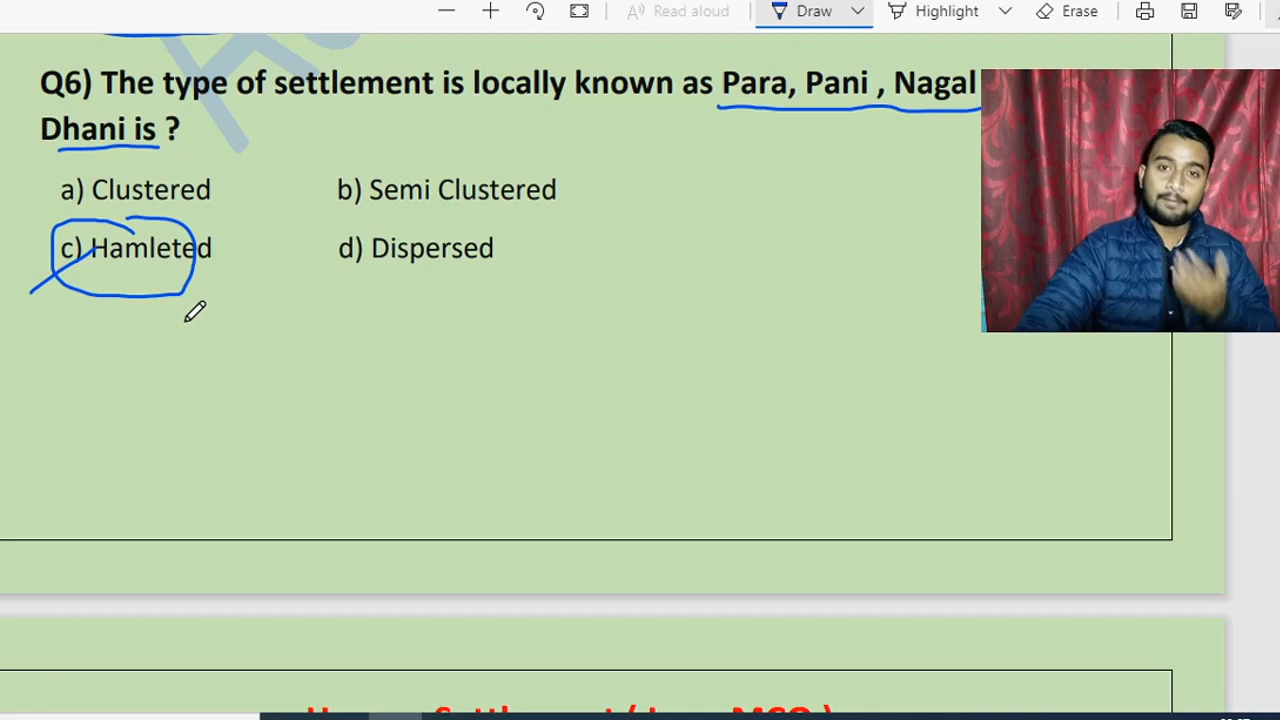 Read aloud
Draw
Highlight
Erase
Q6) The type of settlement is locally known as Para, Pani , Nagal
Dhani is ?
a) Clustered b) Semi Clustered
c) Hamleted d) Dispersed